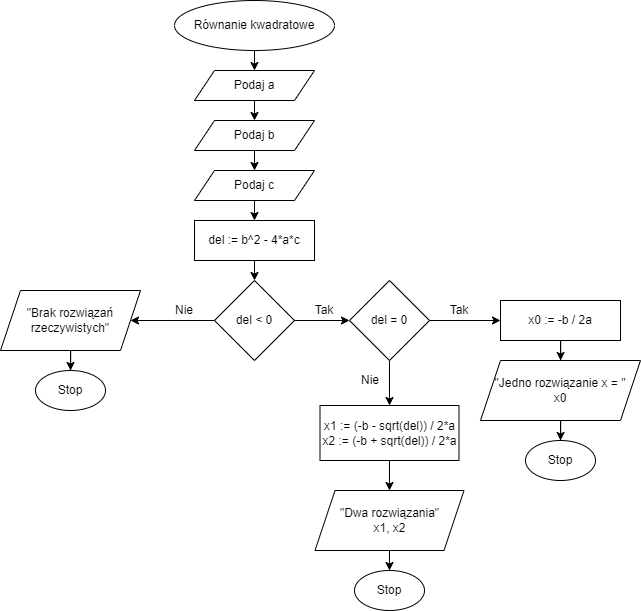 Równanie kwadratowe
Podaj a
Podaj b
Podaj c
del := b^2 - 4*a*c
del < 0
Nie
"Brak rozwiązań
rzeczywistych"
Stop
Tak
del = 0
Tak
x0 := -b / 2a
"Jedno rozwiązanie x = "
x0
Stop
Nie
x1 := (-b - sqrt(del)) / 2*a
x2 := (-b + sqrt(del)) / 2*a
"Dwa rozwiązania"
x1, x2
Stop